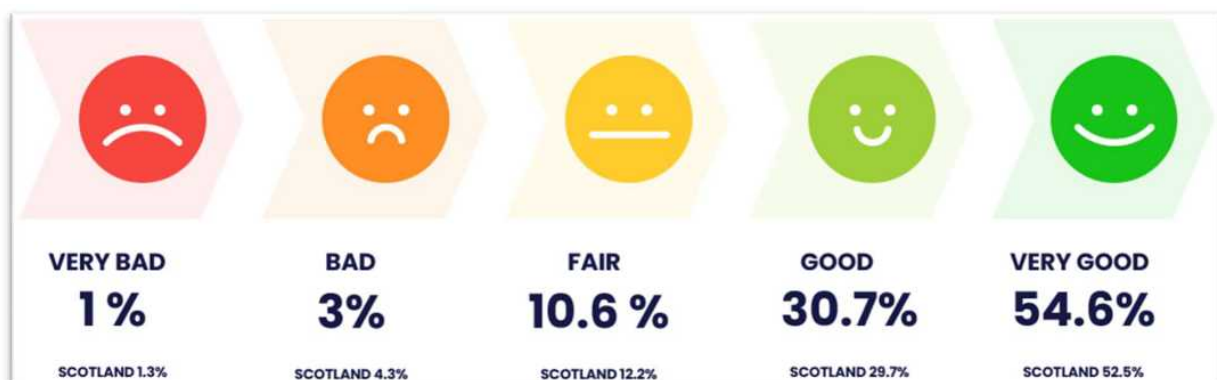 VERY BAD
1 %
SCOTLAND 1.3%
BAD
3%
SCOTLAND 4.3%
FAIR
10.6 %
SCOTLAND 12.2%
GOOD
30.7%
SCOTLAND 29.7%
VERY GOOD
54.6%
SCOTLAND 52.5%